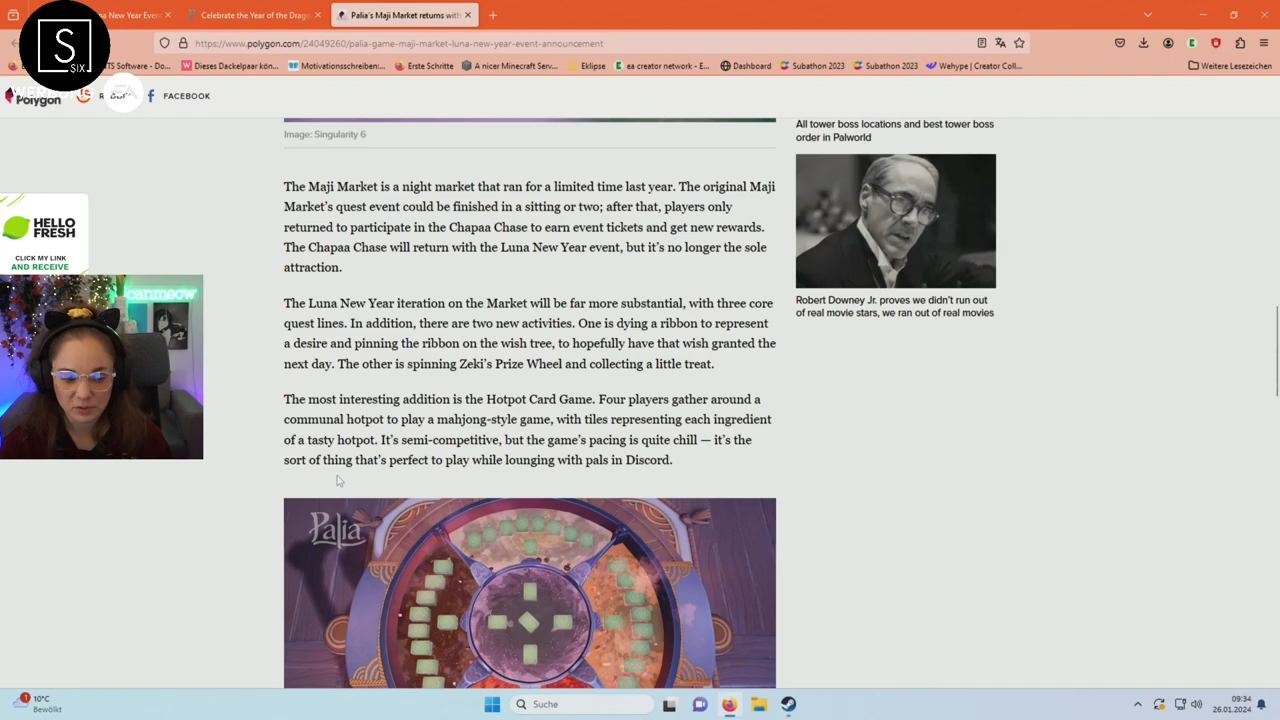 na New Year Even
Celebrate the Year of the Drag
Palia's Maji Market returns with
S
SIX
https://www.polygon.com/24049260/palia-game-maji-market-luna-new-year-event-announcement
TS Software - Do...
Dieses Dackelpaar kön...
Motivationsschreiben:...
Erste Schritte
A nicer Minecraft Serv...
Eklipse
ea creator network - E...
Dashboard
Subathon 2023
Subathon 2023
Wehype | Creator Coll...
Weitere Lesezeichen
WERBUNG
EA
Polygon
FACEBOOK
Image: Singularity 6
All tower boss locations and best tower boss
order in Palworld
The Maji Market is a night market that ran for a limited time last year. The original Maji
Market's quest event could be finished in a sitting or two; after that, players only
returned to participate in the Chapaa Chase to earn event tickets and get new rewards.
The Chapaa Chase will return with the Luna New Year event, but it's no longer the sole
attraction.
HELLO
FRESH
CLICK MY LINK
AND RECEIVE
canmeow
Robert Downey Jr. proves we didn't run out
of real movie stars, we ran out of real movies
The Luna New Year iteration on the Market will be far more substantial, with three core
quest lines. In addition, there are two new activities. One is dying a ribbon to represent
a desire and pinning the ribbon on the wish tree, to hopefully have that wish granted the
next day. The other is spinning Zeki's Prize Wheel and collecting a little treat.
The most interesting addition is the Hotpot Card Game. Four players gather around a
communal hotpot to play a mahjong-style game, with tiles representing each ingredient
of a tasty hotpot. It's semi-competitive, but the game's pacing is quite chill — it's the
sort of thing that's perfect to play while lounging with pals in Discord.
Palia
1
10°C
Bewölkt
Suche
09:34
26.01.2024